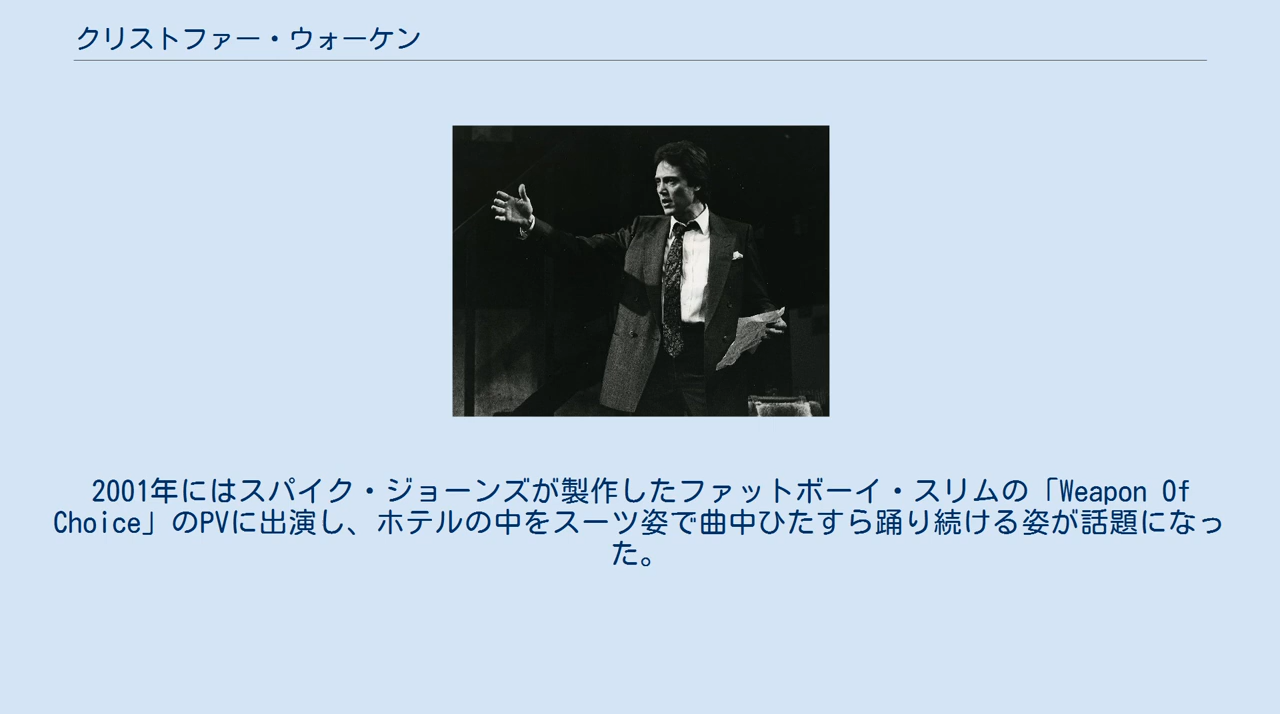 クリストファー・ウォーケン
2001年にはスパイク・ジョーンズが製作したファットボーイ・スリムの「Weapon Of
Choice」のPVに出演し、ホテルの中をスーツ姿で曲中ひたすら踊り続ける姿が話題になっ
た。